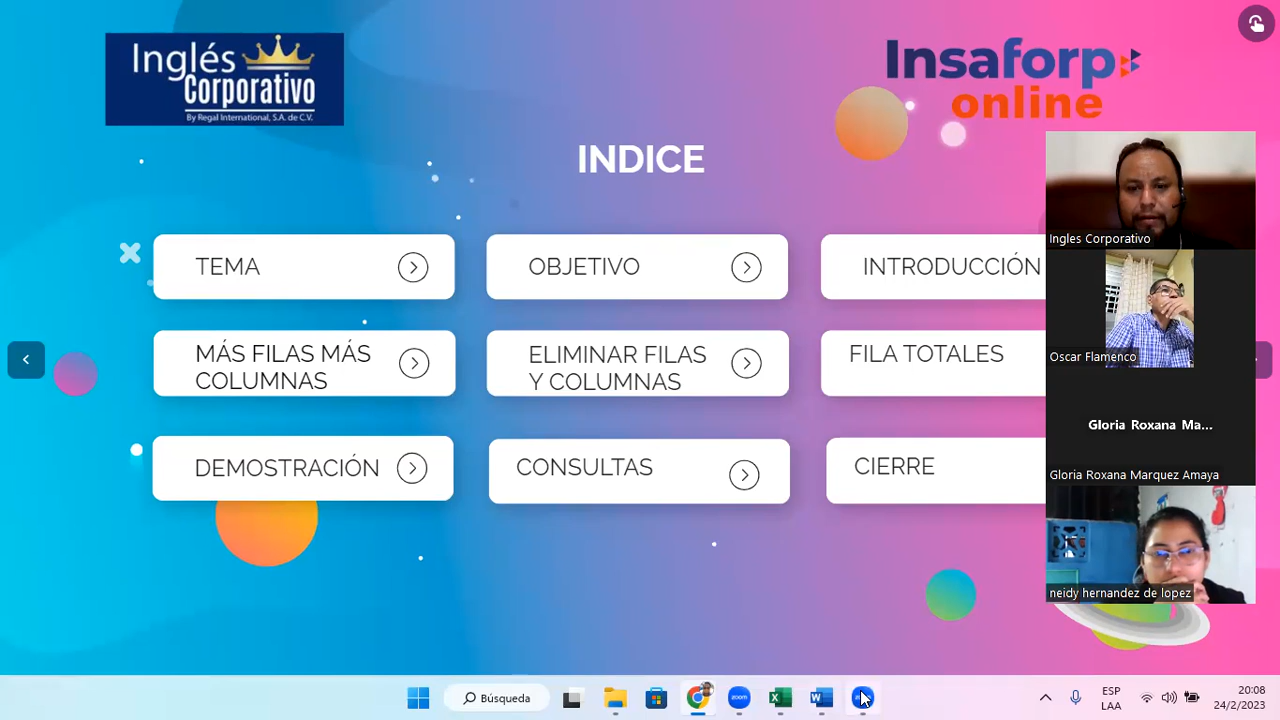 Inglés
Corporativo
By Regal International, S.A. de C.V.
Insaforp
online
INDICE
TEMA
OBJETIVO
INTRODUCCIÓN
MÁS FILAS MÁS
COLUMNAS
ELIMINAR FILAS
Y COLUMNAS
FILA TOTALES
DEMOSTRACIÓN
CONSULTAS
CIERRE
Ingles Corporativo
Oscar Flamenco
Gloria Roxana Ma...
Gloria Roxana Marquez Amaya
neidy hernandez de lopez
Búsqueda
zoom
ESP
LAA
20:08
24/2/2023